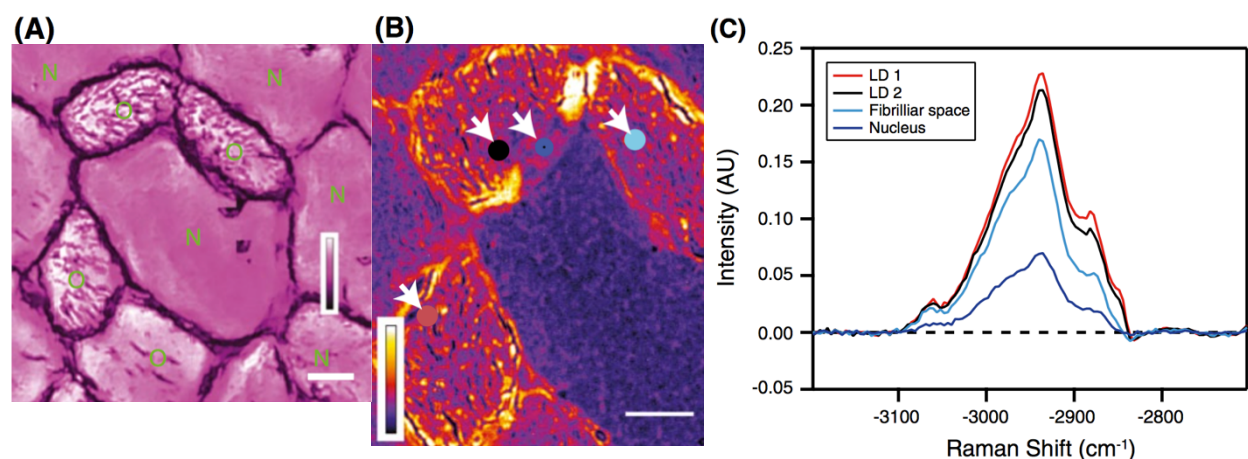 (A)
N
N
O
O
N
N
O
O
N
(B)
(C)
0.25
0.20
0.15
0.10
0.05
0.00
-0.05
Intensity (AU)
LD 1
LD 2
Fibrilliar space
Nucleus
-3100
-3000
-2900
-2800
Raman Shift (cm⁻¹)